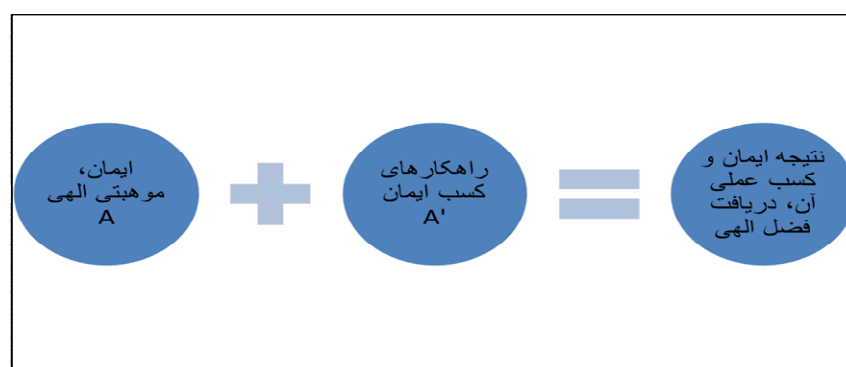 ایمان،
موهبتی الهی
A
راهکارهای
کسب ایمان
A'
نتیجه ایمان و
کسب عملی
آن، دریافت
فضل الهی